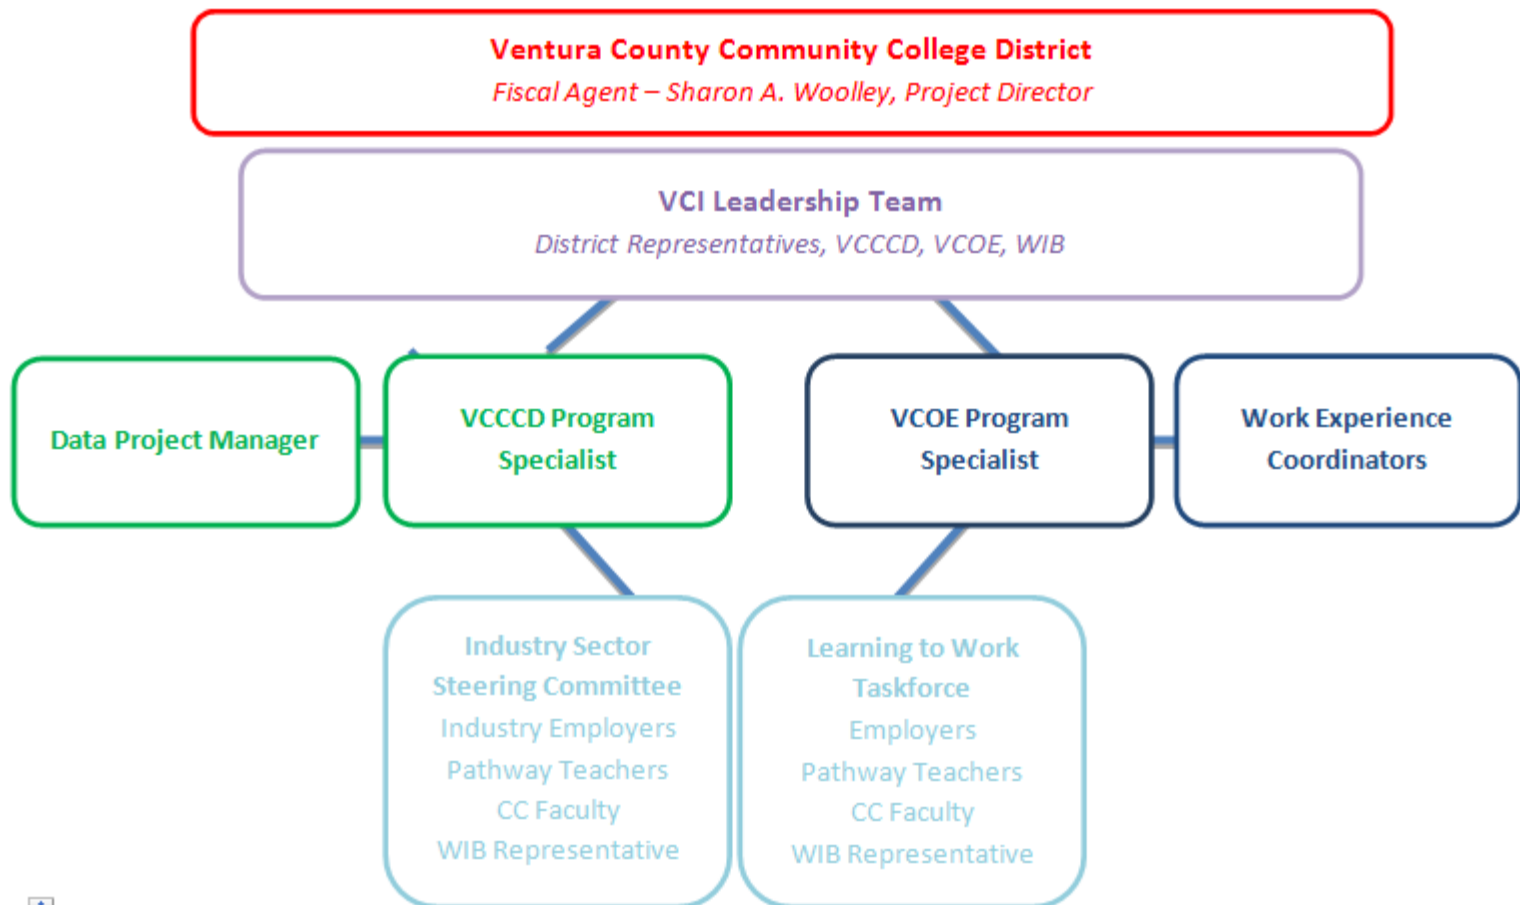 Ventura County Community College District
Fiscal Agent – Sharon A. Woolley, Project Director
VCI Leadership Team
District Representatives, VCCCD, VCOE, WIB
Data Project Manager
VCCCD Program
Specialist
VCOE Program
Specialist
Work Experience
Coordinators
Industry Sector
Steering Committee
Industry Employers
Pathway Teachers
CC Faculty
WIB Representative
Learning to Work
Taskforce
Employers
Pathway Teachers
CC Faculty
WIB Representative